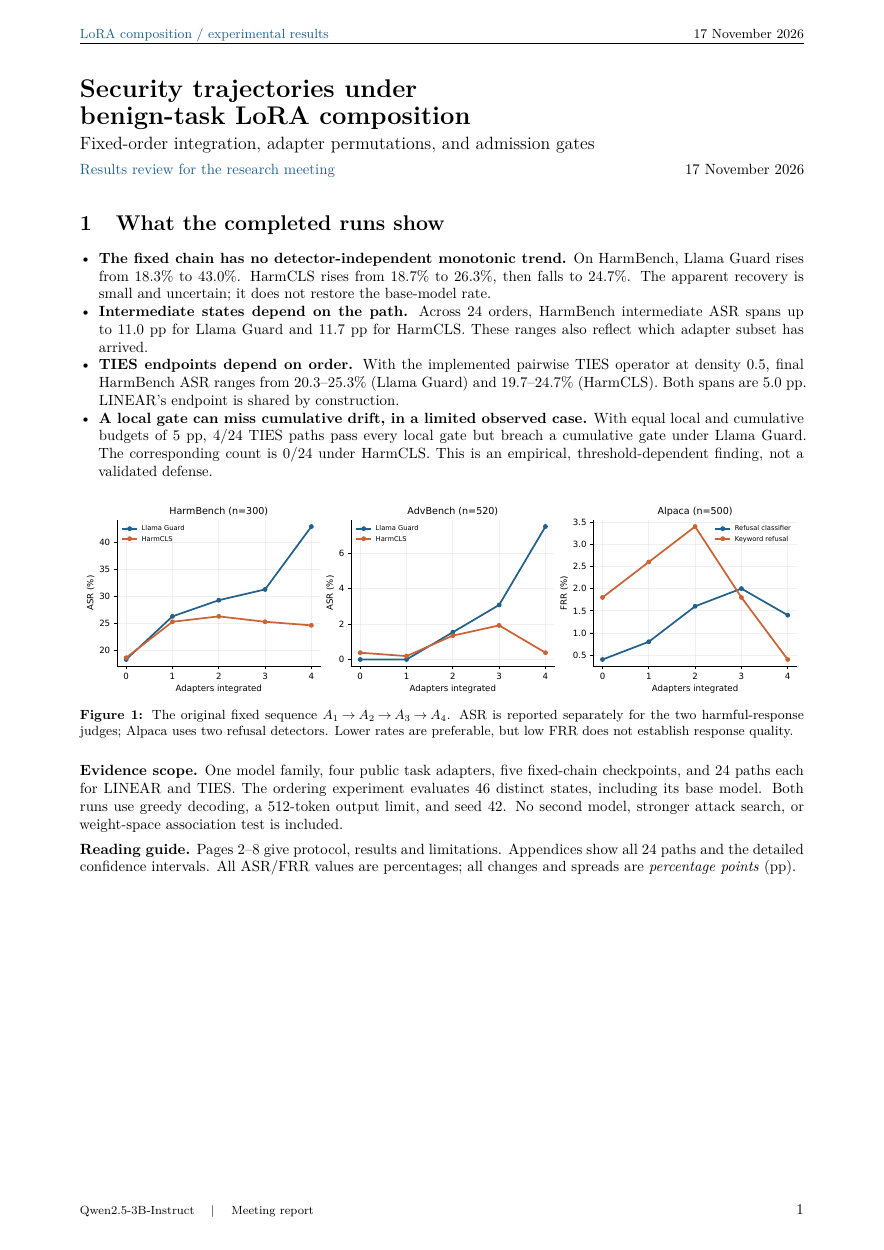 LoRA composition / experimental results 17 November 2026
Security trajectories under
benign-task LoRA composition
Fixed-order integration, adapter permutations, and admission gates
Results review for the research meeting 17 November 2026
1 What the completed runs show
• The fixed chain has no detector-independent monotonic trend. On HarmBench, Llama Guard rises
from 18.3% to 43.0%. HarmCLS rises from 18.7% to 26.3%, then falls to 24.7%. The apparent recovery is
small and uncertain; it does not restore the base-model rate.
• Intermediate states depend on the path. Across 24 orders, HarmBench intermediate ASR spans up
to 11.0 pp for Llama Guard and 11.7 pp for HarmCLS. These ranges also reflect which adapter subset has
arrived.
• TIES endpoints depend on order. With the implemented pairwise TIES operator at density 0.5, final
HarmBench ASR ranges from 20.3–25.3% (Llama Guard) and 19.7–24.7% (HarmCLS). Both spans are 5.0 pp.
LINEAR's endpoint is shared by construction.
• A local gate can miss cumulative drift, in a limited observed case. With equal local and cumulative
budgets of 5 pp, 4/24 TIES paths pass every local gate but breach a cumulative gate under Llama Guard.
The corresponding count is 0/24 under HarmCLS. This is an empirical, threshold-dependent finding, not a
validated defense.
HarmBench (n=300)
Llama Guard
HarmCLS
ASR (%)
40
35
30
25
20
0 1 2 3 4
Adapters integrated
AdvBench (n=520)
Llama Guard
HarmCLS
ASR (%)
6
4
2
0
0 1 2 3 4
Adapters integrated
Alpaca (n=500)
Refusal classifier
Keyword refusal
FRR (%)
3.5
3.0
2.5
2.0
1.5
1.0
0.5
0 1 2 3 4
Adapters integrated
Figure 1: The original fixed sequence A₁ → A₂ → A₃ → A₄. ASR is reported separately for the two harmful-response
judges; Alpaca uses two refusal detectors. Lower rates are preferable, but low FRR does not establish response quality.
Evidence scope. One model family, four public task adapters, five fixed-chain checkpoints, and 24 paths each
for LINEAR and TIES. The ordering experiment evaluates 46 distinct states, including its base model. Both
runs use greedy decoding, a 512-token output limit, and seed 42. No second model, stronger attack search, or
weight-space association test is included.
Reading guide. Pages 2–8 give protocol, results and limitations. Appendices show all 24 paths and the detailed
confidence intervals. All ASR/FRR values are percentages; all changes and spreads are percentage points (pp).
Qwen2.5-3B-Instruct | Meeting report 1